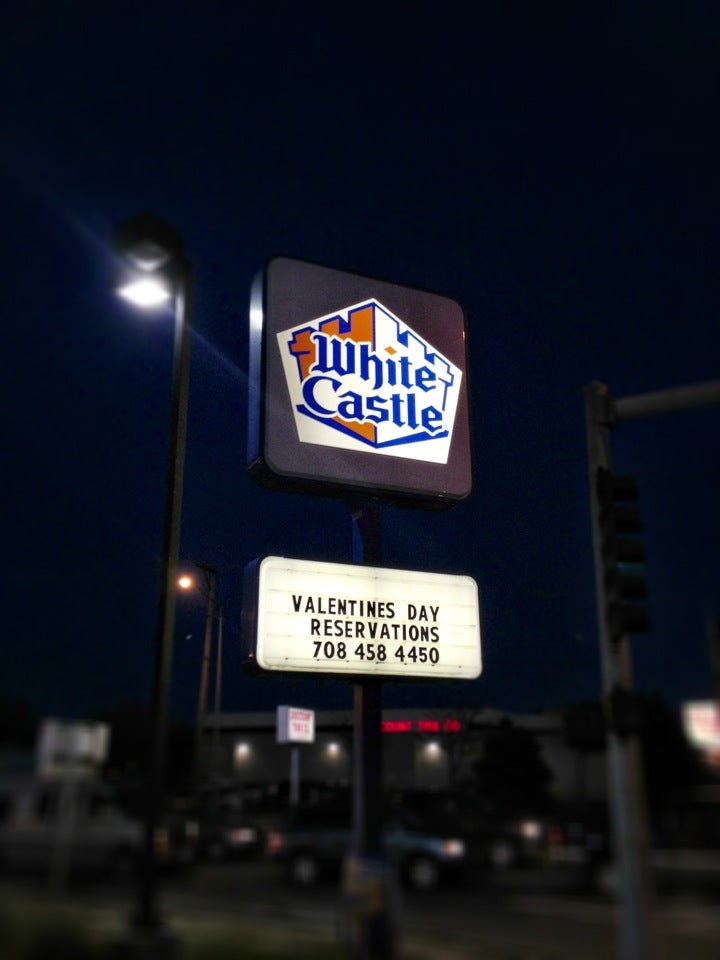 White
Castle
VALENTINES DAY
RESERVATIONS
708 458 4450